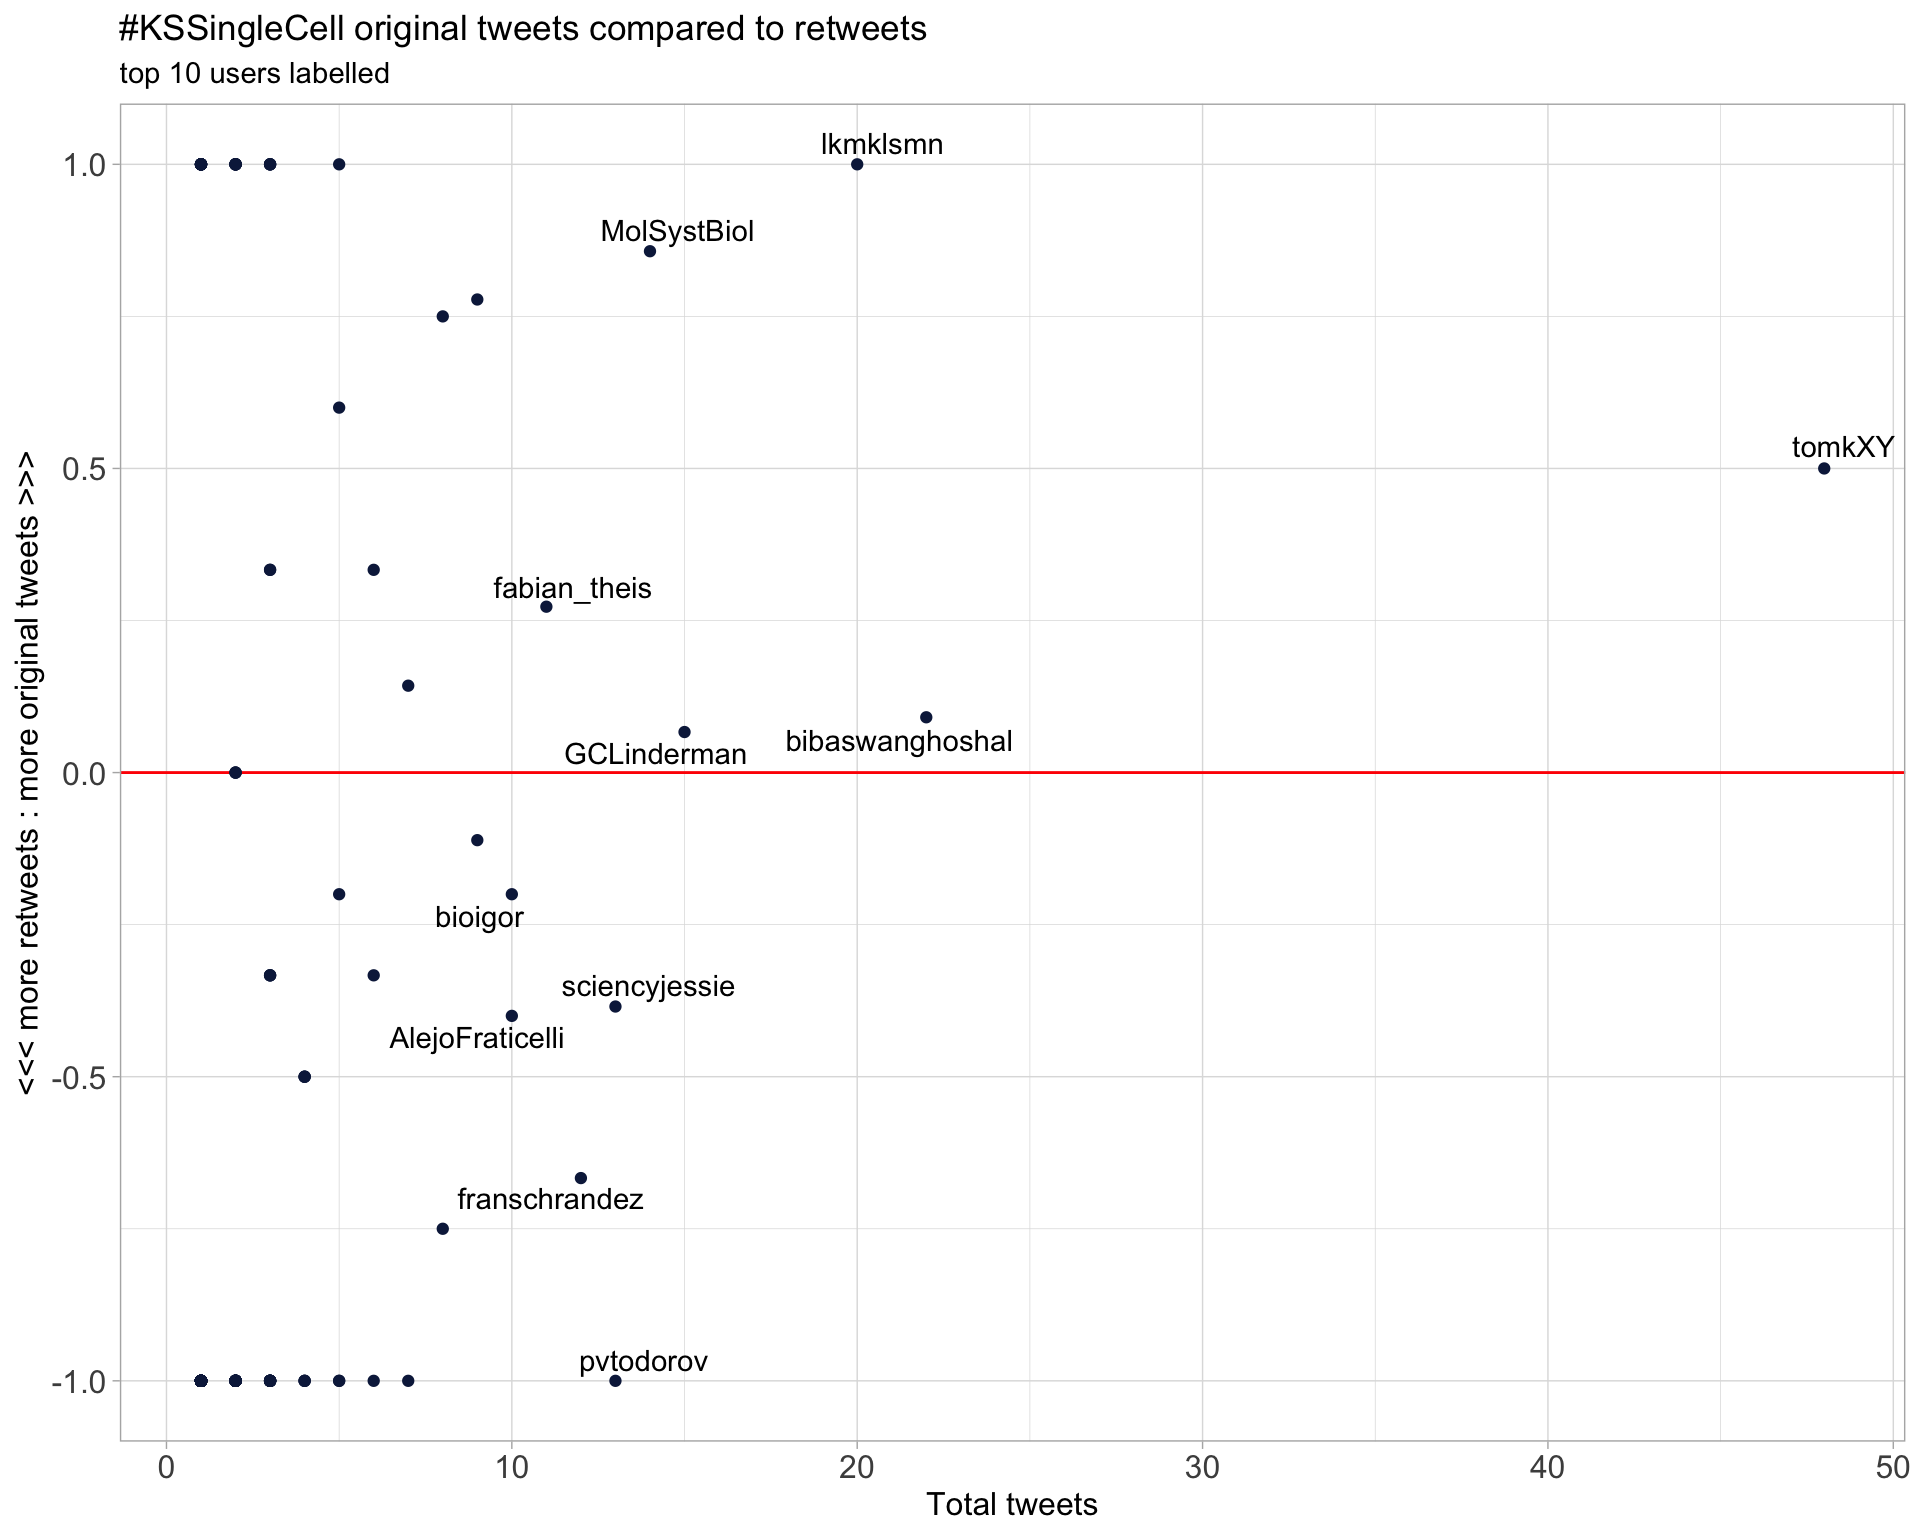 #KSSingleCell original tweets compared to retweets
top 10 users labelled
<<< more retweets : more original tweets >>>
1.0
0.5
0.0
-0.5
-1.0
lkmklsmn
MolSystBiol
tomkXY
fabian_theis
bibaswanghoshal
GCLinderman
bioigor
sciencyjessie
AlejoFraticelli
franschrandez
pvtodorov
0 10 20 30 40 50
Total tweets